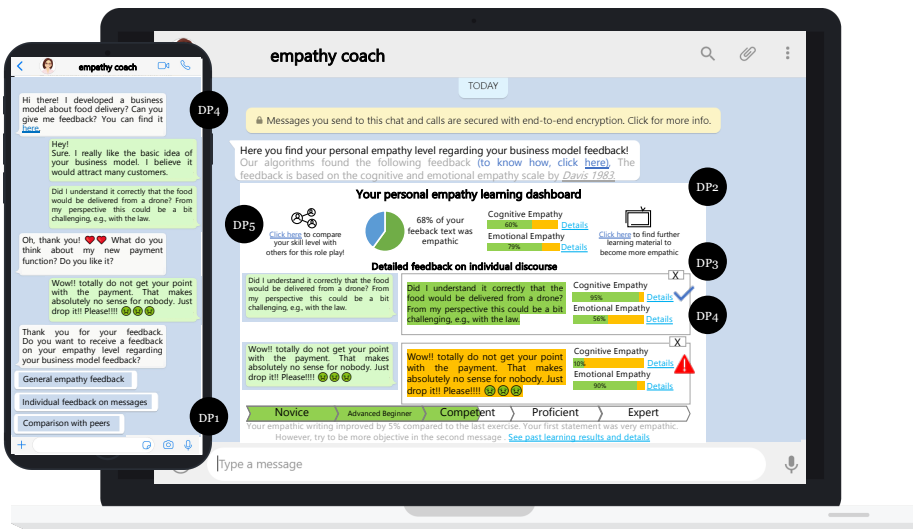 empathy coach
Hi there! I developed a business
model about food delivery? Can you
give me feedback? You can find it
here.
Hey!
Sure. I really like the basic idea of
your business model. I believe it
would attract many customers.
Did I understand it correctly that the food
would be delivered from a drone? From
my perspective this could be a bit
challenging, e.g., with the law.
Oh, thank you! ❤❤ What do you
think about my new payment
function? Do you like it?
Wow!! totally do not get your point
with the payment. That makes
absolutely no sense for nobody. Just
drop it!! Please!!!!
Thank you for your feedback.
Do you want to receive a feedback
on your empathy level regarding
your business model feedback?
General empathy feedback
Individual feedback on messages
Comparison with peers
DP4
DP1
empathy coach
TODAY
Messages you send to this chat and calls are secured with end-to-end encryption. Click for more info.
Here you find your personal empathy level regarding your business model feedback!
Our algorithms found the following feedback (to know how, click here). The
feedback is based on the cognitive and emotional empathy scale by Davis 1983.
DP2
Your personal empathy learning dashboard
DP5
Click here to compare
your skill level with
others for this role play!
68% of your
feeback text was
empathic
Cognitive Empathy
60% Details
Emotional Empathy
79% Details
Click here to find further
learning material to
become more empathic
DP3
Detailed feedback on individual discourse
X
Did I understand it correctly that the food
would be delivered from a drone? From
my perspective this could be a bit
challenging, e.g., with the law.
Did I understand it correctly that the
food would be delivered from a drone?
From my perspective this could be a bit
challenging, e.g., with the law.
Cognitive Empathy
95% Details
Emotional Empathy
56% Details
DP4
X
Wow!! totally do not get your point
with the payment. That makes
absolutely no sense for nobody. Just
drop it!! Please!!!!
Wow!! totally do not get your point
with the payment. That makes
absolutely no sense for nobody. Just
drop it!! Please!!!!
Cognitive Empathy
10% Details
Emotional Empathy
90% Details
Novice Advanced Beginner Competent Proficient Expert
Your empathic writing improved by 5% compared to the last exercise. Your first statement was very empathic.
However, try to be more objective in the second message . See past learning results and details
Type a message